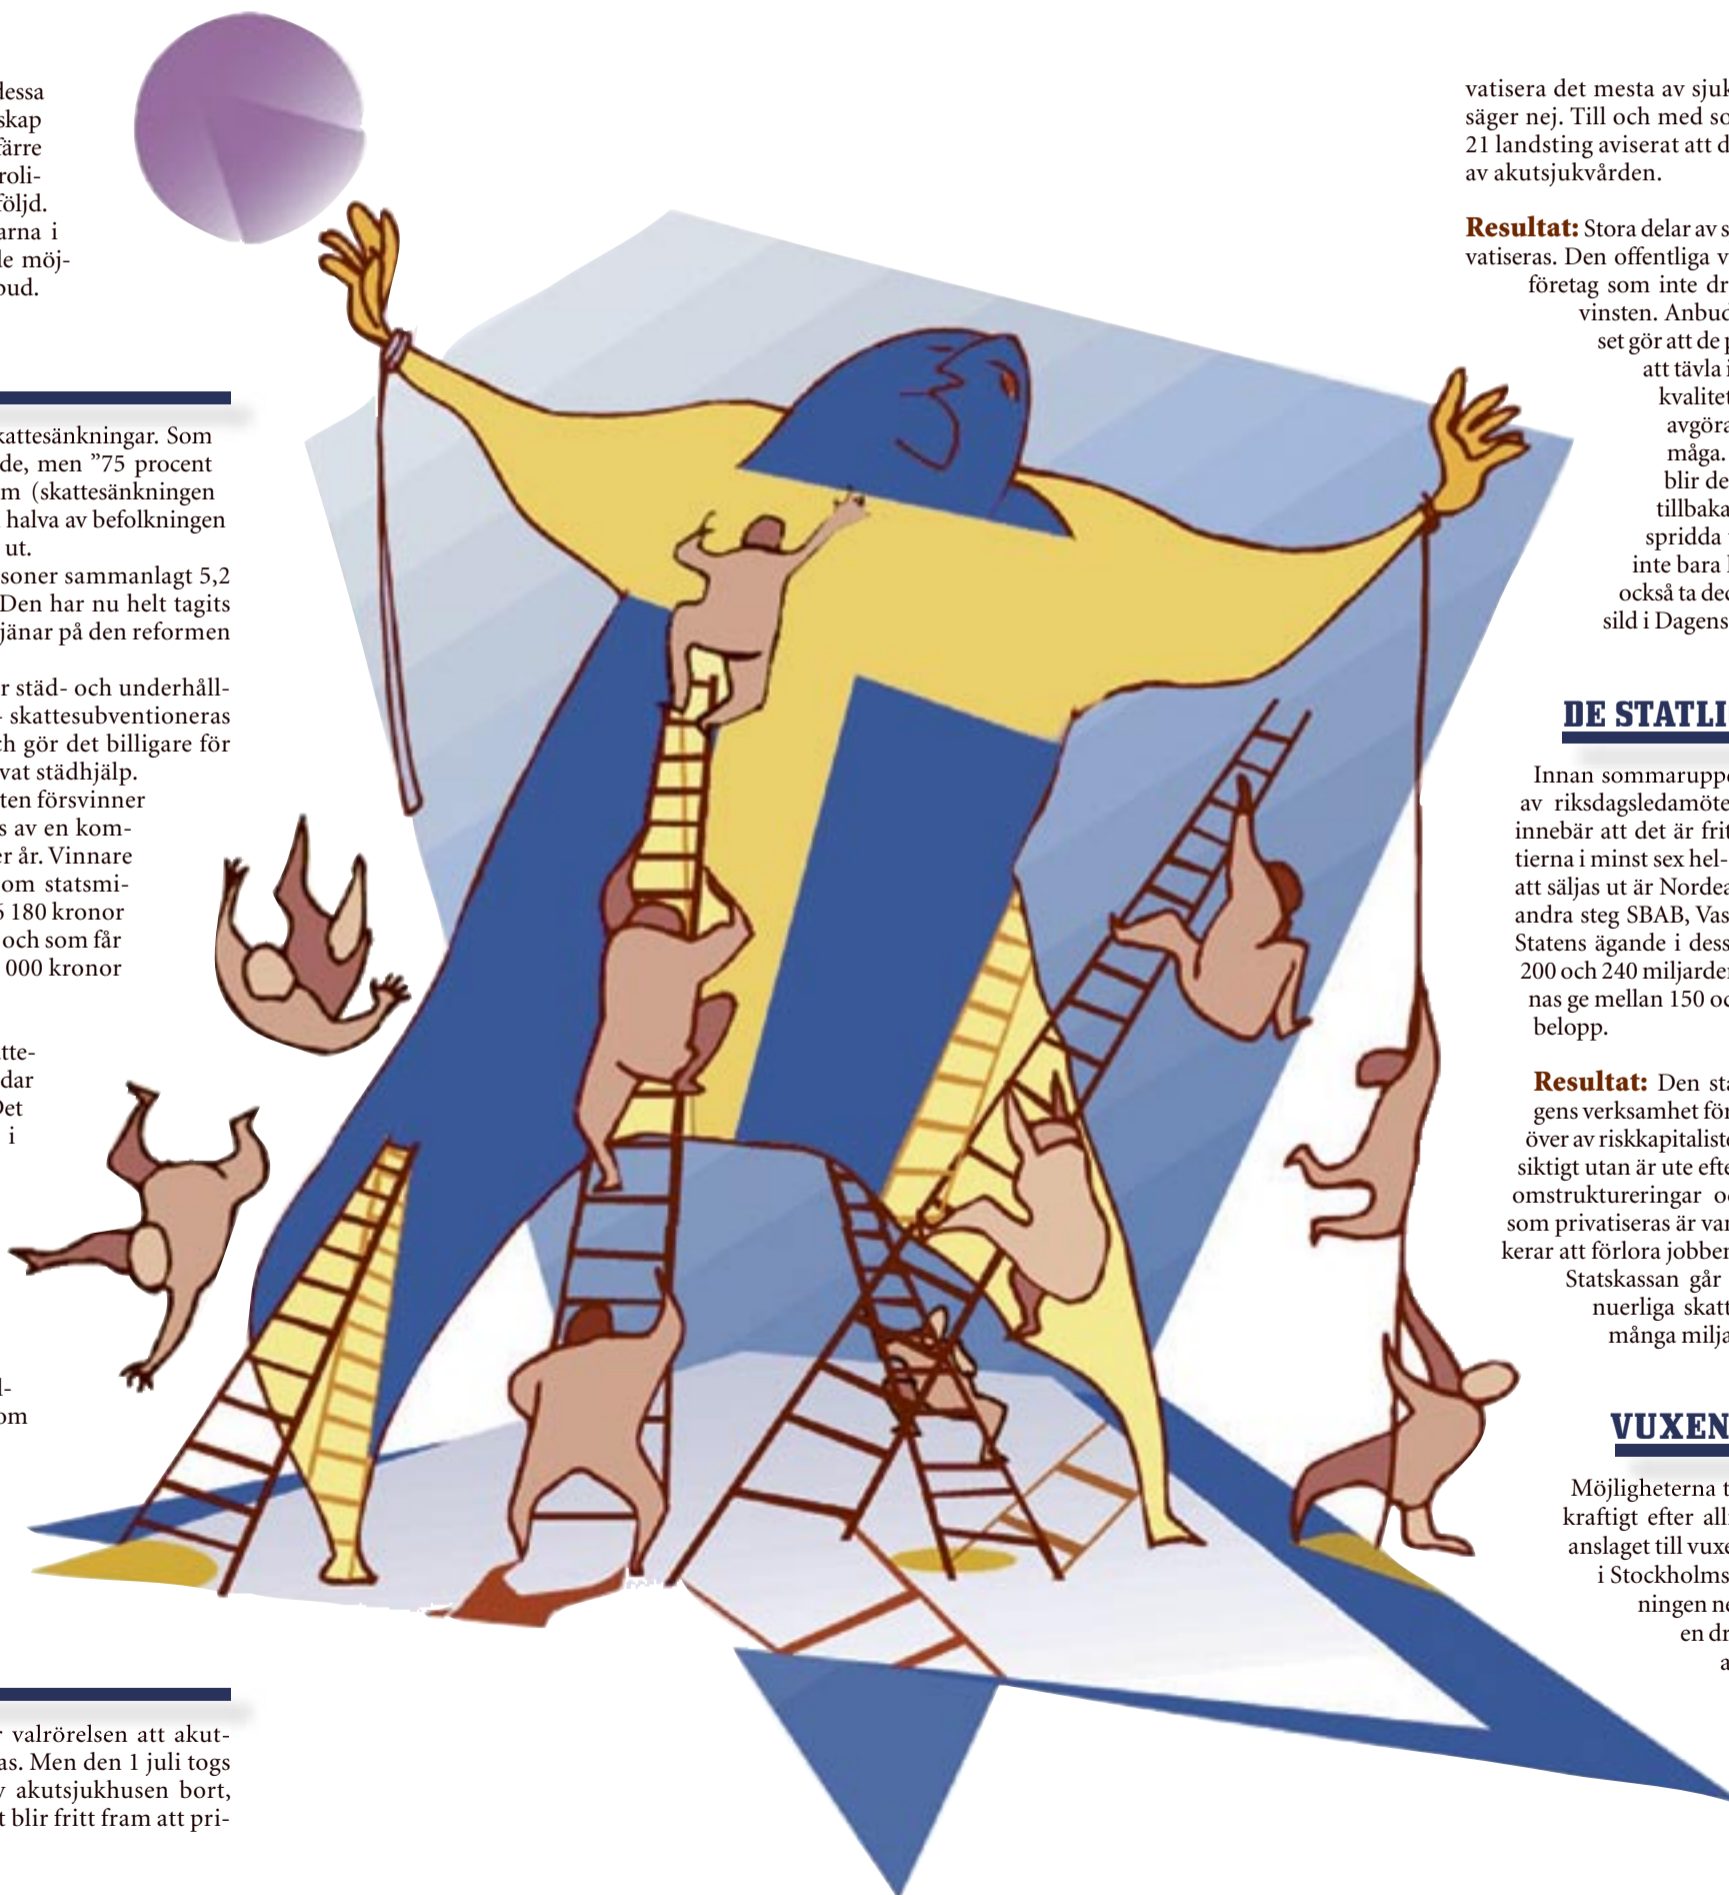 dessa
skap
färre
roli-
följd.
arna i
de möj-
bud.
kattesänkningar. Som
de, men ”75 procent
m (skattesänkningen
halva av befolkningen
ut.
soner sammanlagt 5,2
Den har nu helt tagits
tjänar på den reformen
r städ- och underhåll-
- skattesubventioneras
ch gör det billigare för
vat städhjälp.
ten försvinner
s av en kom-
er år. Vinnare
om statsmi-
6 180 kronor
och som får
000 kronor
tte-
dar
Det
i
l-
om
r valrörelsen att akut-
as. Men den 1 juli togs
v akutsjukhusen bort,
t blir fritt fram att pri-
vatisera det mesta av sjuk
säger nej. Till och med so
21 landsting aviserat att d
av akutsjukvården.
Resultat: Stora delar av s
vatiseras. Den offentliga v
företag som inte dr
vinsten. Anbud
set gör att de p
att tävla i
kvalitet
avgöra
måga.
blir de
tillbaka
spridda
inte bara
också ta dec
sild i Dagens
DE STATLI
Innan sommaruppe
av riksdagsledamöte
innebär att det är frit
tierna i minst sex hel-
att säljas ut är Nordea
andra steg SBAB, Vas
Statens ägande i dess
200 och 240 miljarder
nas ge mellan 150 oc
belopp.
Resultat: Den sta
gens verksamhet för
över av riskkapitaliste
siktigt utan är ute efte
omstruktureringar oc
som privatiseras är var
kerar att förlora jobben
Statskassan går
nuerliga skatt
många milja
VUXEN
Möjligheterna t
kraftigt efter all
anslaget till vuxe
i Stockholms
ningen ne
en dr
a